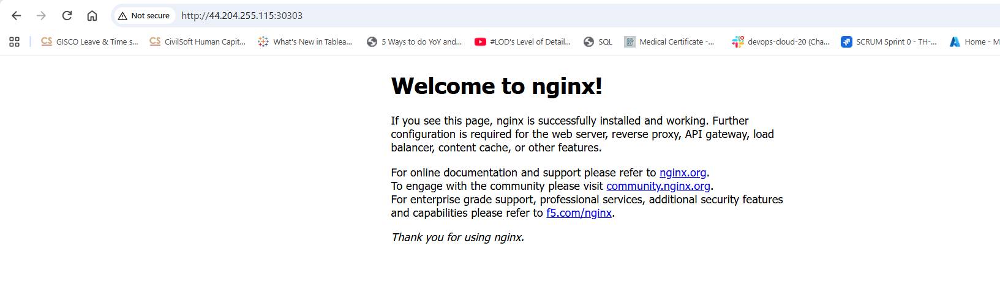 Not secure
http://44.204.255.115:30303
GISCO Leave & Time s...
CivilSoft Human Capit...
What's New in Tablea...
5 Ways to do YoY and...
#LOD's Level of Detail...
SQL
Medical Certificate -...
devops-cloud-20 (Cha...
SCRUM Sprint 0 - TH-...
Home - M
Welcome to nginx!
If you see this page, nginx is successfully installed and working. Further
configuration is required for the web server, reverse proxy, API gateway, load
balancer, content cache, or other features.
For online documentation and support please refer to nginx.org.
To engage with the community please visit community.nginx.org.
For enterprise grade support, professional services, additional security features
and capabilities please refer to f5.com/nginx.
Thank you for using nginx.